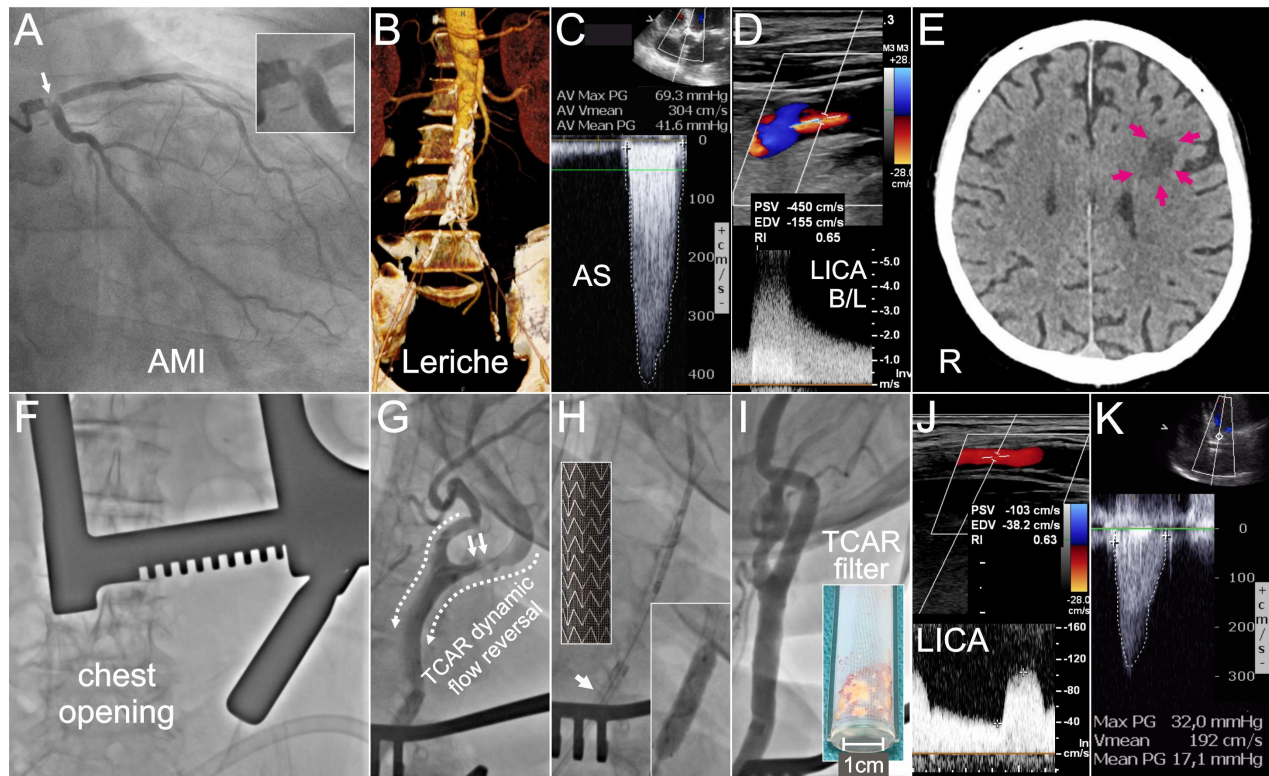 A
AMI
B
Leriche
C
AV Max PG 69.3 mmHg
AV Vmean 304 cm/s
AV Mean PG 41.6 mmHg
0
100
200
300
400
+
cm/s
-
AS
D
.3
M3 M3
+28.
-28.0
cm/s
PSV -450 cm/s
EDV -155 cm/s
RI 0.65
LICA
B/L
-5.0
-4.0
-3.0
-2.0
-1.0
Inv
m/s
E
R
F
chest
opening
G
TCAR dynamic
flow reversal
H
I
TCAR
filter
1cm
J
PSV -103 cm/s
EDV -38.2 cm/s
RI 0.63
-28.0
cm/s
LICA
-160
-120
-80
-40
In
cm/s
K
0
100
200
300
+
cm/s
-
Max PG 32,0 mmHg
Vmean 192 cm/s
Mean PG 17,1 mmHg